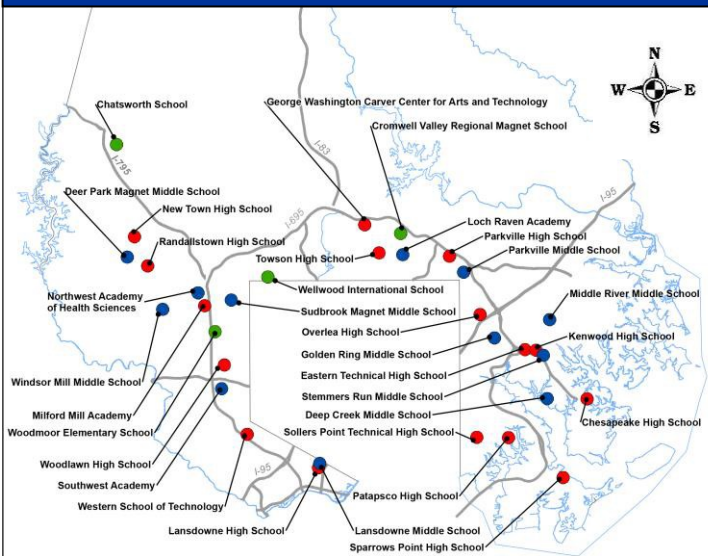 N
W E
S
Chatsworth School
George Washington Carver Center for Arts and Technology
Cromwell Valley Regional Magnet School
I-83
I-795
Deer Park Magnet Middle School
New Town High School
Randallstown High School
I-695
I-95
Loch Raven Academy
Parkville High School
Parkville Middle School
Towson High School
Wellwood International School
Northwest Academy
of Health Sciences
Sudbrook Magnet Middle School
Middle River Middle School
Overlea High School
Kenwood High School
Golden Ring Middle School
Eastern Technical High School
Windsor Mill Middle School
Stemmers Run Middle School
Milford Mill Academy
Deep Creek Middle School
Chesapeake High School
Woodmoor Elementary School
Sollers Point Technical High School
Woodlawn High School
Southwest Academy
I-95
Western School of Technology
Patapsco High School
Lansdowne High School
Lansdowne Middle School
Sparrows Point High School